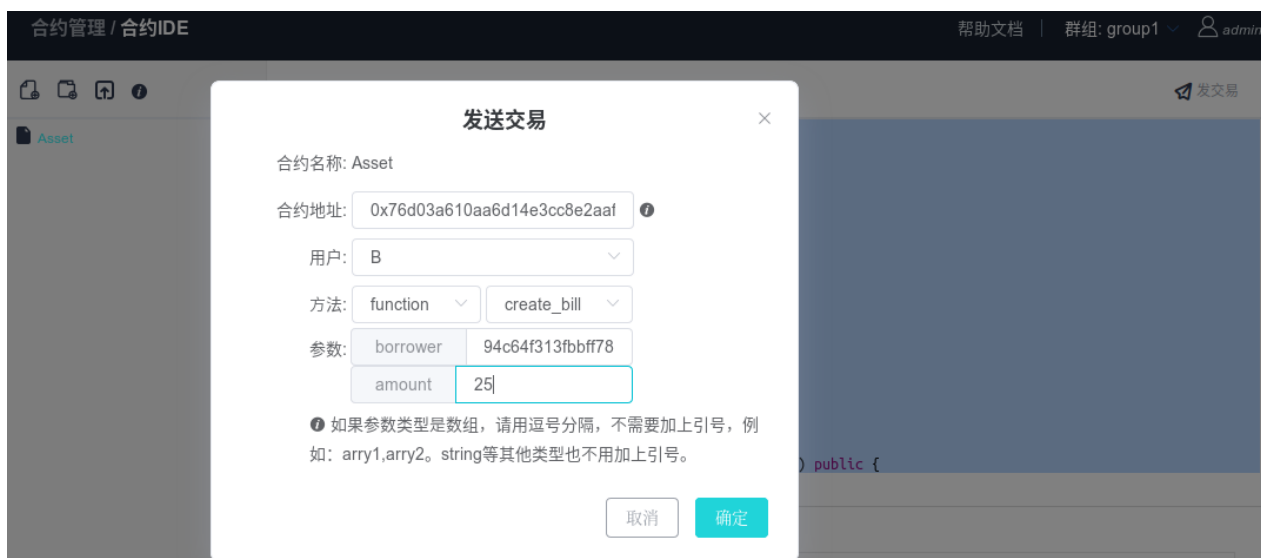 合约管理 / 合约IDE
帮助文档
群组: group1
admin
发交易
Asset
发送交易
合约名称: Asset
合约地址: 0x76d03a610aa6d14e3cc8e2aaf
用户: B
方法: function create_bill
参数: borrower 94c64f313fbbff78
amount 25
如果参数类型是数组，请用逗号分隔，不需要加上引号，例
如：arry1,arry2。string等其他类型也不用加上引号。
) public {
取消 确定